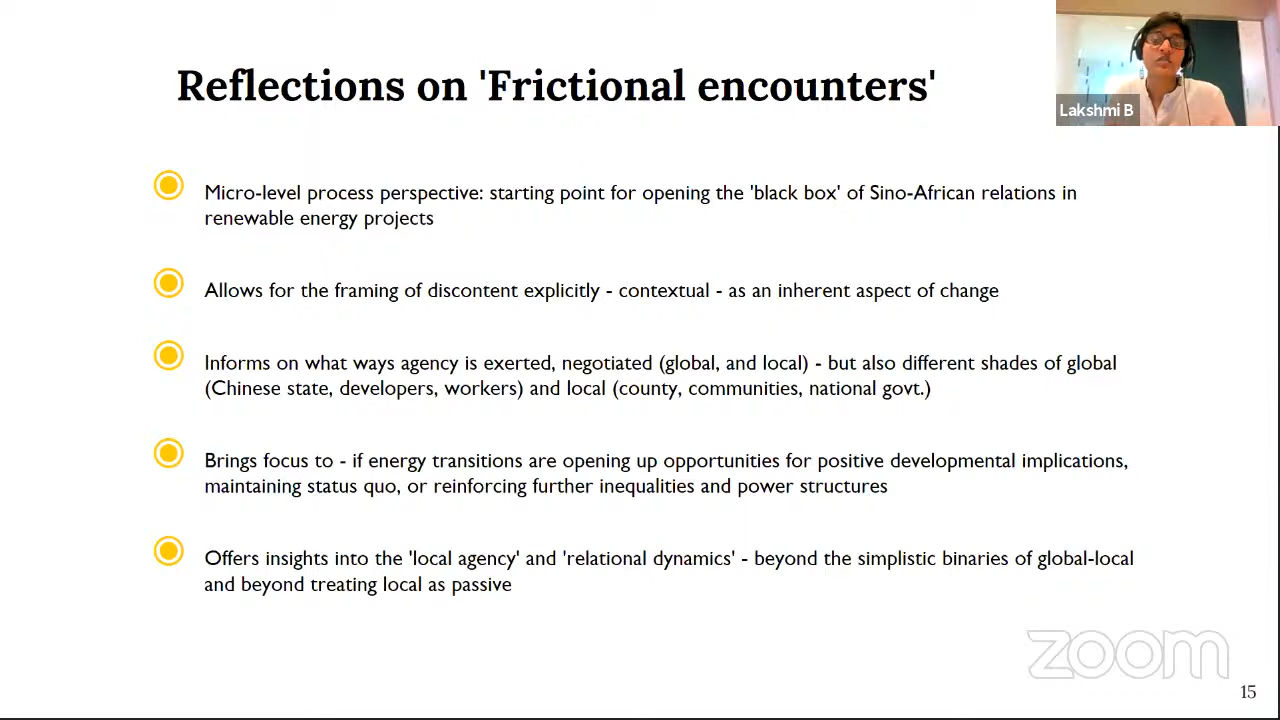 Reflections on 'Frictional encounters'
Lakshmi B
Micro-level process perspective: starting point for opening the 'black box' of Sino-African relations in
renewable energy projects
Allows for the framing of discontent explicitly - contextual - as an inherent aspect of change
Informs on what ways agency is exerted, negotiated (global, and local) - but also different shades of global
(Chinese state, developers, workers) and local (county, communities, national govt.)
Brings focus to - if energy transitions are opening up opportunities for positive developmental implications,
maintaining status quo, or reinforcing further inequalities and power structures
Offers insights into the 'local agency' and 'relational dynamics' - beyond the simplistic binaries of global-local
and beyond treating local as passive
zoom
15